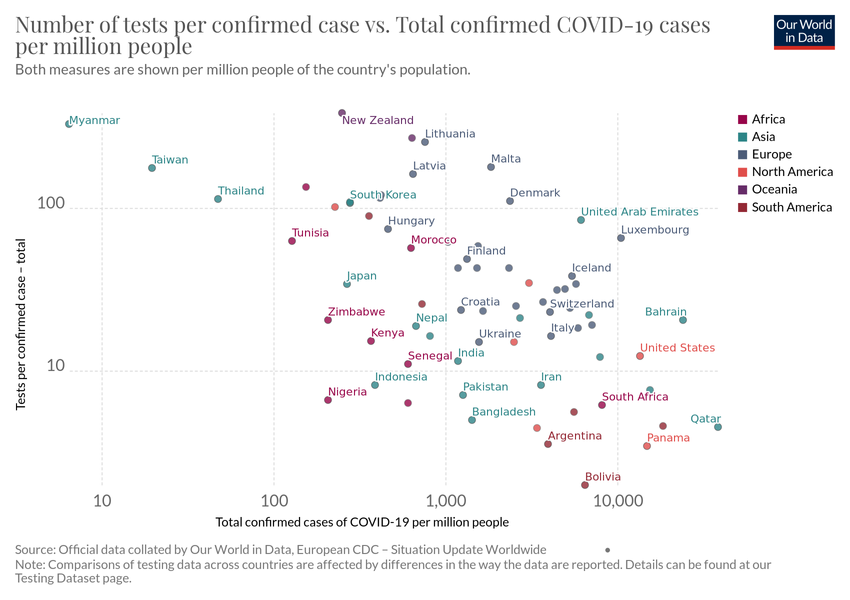 Number of tests per confirmed case vs. Total confirmed COVID-19 cases
per million people
Both measures are shown per million people of the country's population.
Our World
in Data
Myanmar
New Zealand
Lithuania
Taiwan
Latvia
Malta
Thailand
South Korea
Denmark
United Arab Emirates
Hungary
Luxembourg
Tunisia
Morocco
Finland
Iceland
Japan
Zimbabwe
Croatia
Switzerland
Bahrain
Nepal
Kenya
Ukraine
Italy
United States
Senegal
India
Indonesia
Iran
Nigeria
Pakistan
South Africa
Bangladesh
Qatar
Argentina
Panama
Bolivia
Africa
Asia
Europe
North America
Oceania
South America
Tests per confirmed case – total
100
10
10
100
1,000
10,000
Total confirmed cases of COVID-19 per million people
Source: Official data collated by Our World in Data, European CDC – Situation Update Worldwide
Note: Comparisons of testing data across countries are affected by differences in the way the data are reported. Details can be found at our
Testing Dataset page.